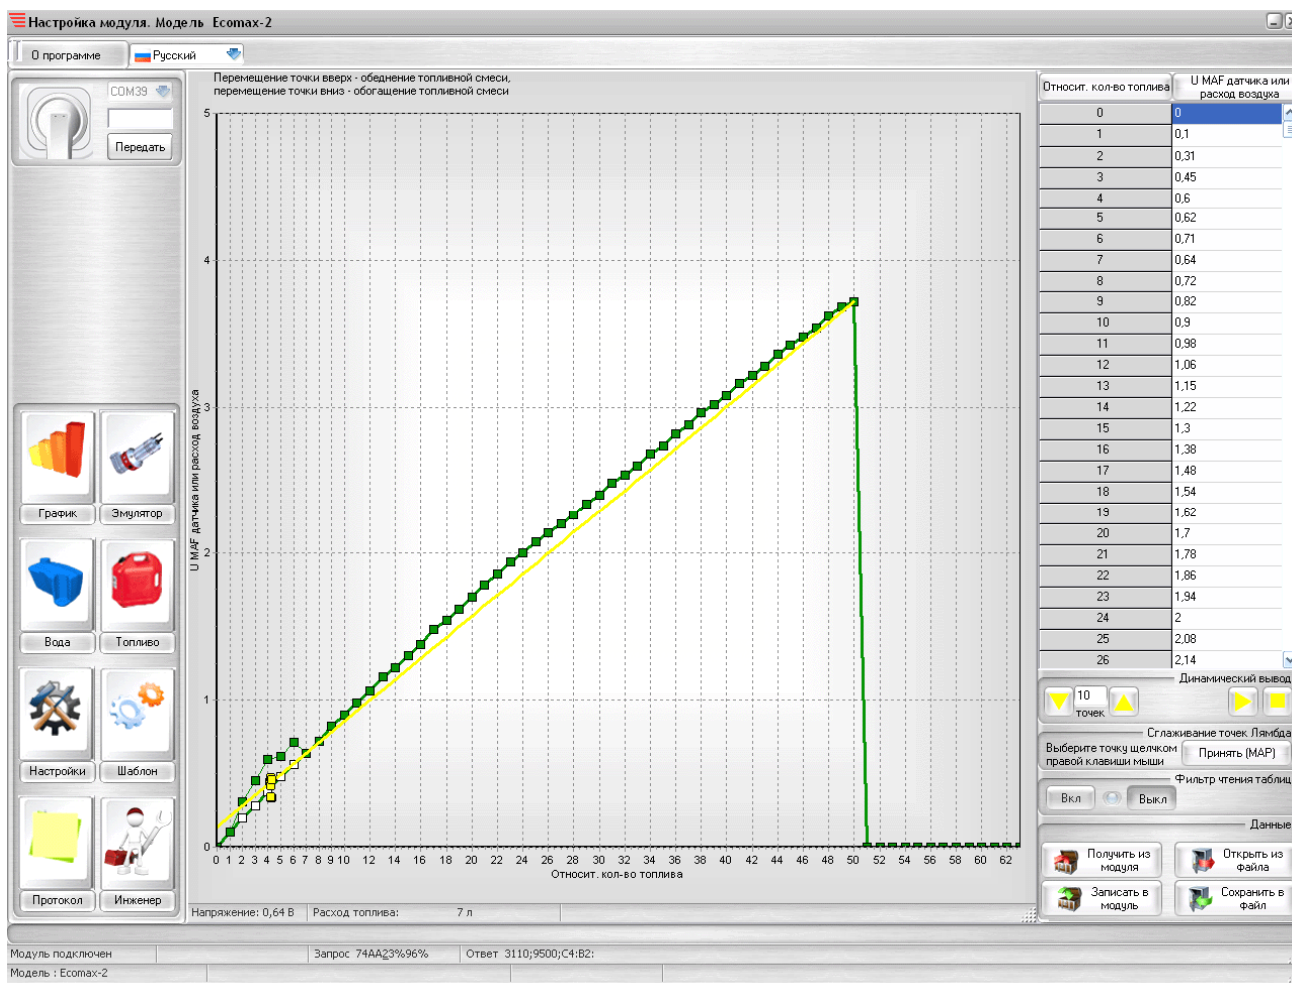 Настройка модуля. Модель Ecomax-2
О программе
Русский
COM39
Передать
График
Эмулятор
Вода
Топливо
Настройки
Шаблон
Протокол
Инженер
Перемещение точки вверх - обеднение топливной смеси,
перемещение точки вниз - обогащение топливной смеси
5
4
3
2
1
0
U MAF датчика или расход воздуха
0 1 2 3 4 5 6 7 8 9 10 12 14 16 18 20 22 24 26 28 30 32 34 36 38 40 42 44 46 48 50 52 54 56 58 60 62
Относит. кол-во топлива
Напряжение: 0,64 В Расход топлива: 7 л
Относит. кол-во топлива
U MAF датчика или
расход воздуха
0 0
1 0,1
2 0,31
3 0,45
4 0,6
5 0,62
6 0,71
7 0,64
8 0,72
9 0,82
10 0,9
11 0,98
12 1,06
13 1,15
14 1,22
15 1,3
16 1,38
17 1,48
18 1,54
19 1,62
20 1,7
21 1,78
22 1,86
23 1,94
24 2
25 2,08
26 2,14
Динамический вывод
10
точек
Сглаживание точек Лямбда
Выберите точку щелчком
правой клавиши мыши
Принять (MAP)
Фильтр чтения таблиц
Вкл
Выкл
Данные
Получить из
модуля
Открыть из
файла
Записать в
модуль
Сохранить в
файл
Модуль подключен
Запрос 74AA23%96%
Ответ 3110;9500;C4:B2:
Модель : Ecomax-2